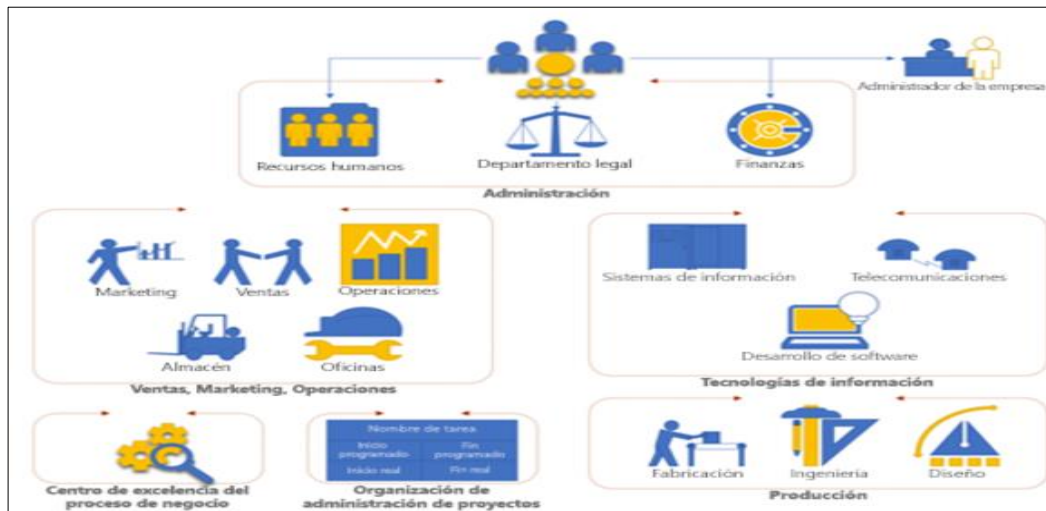 Administrador de la empresa
Recursos humanos
Departamento legal
Finanzas
Administración
Marketing
Ventas
Operaciones
Almacén
Oficinas
Ventas, Marketing, Operaciones
Sistemas de información
Telecomunicaciones
Desarrollo de software
Tecnologías de información
Centro de excelencia del
proceso de negocio
Nombre de tarea
Inicio
programado
Fin
programado
Inicio real
Fin real
Organización de
administración de proyectos
Fabricación
Ingeniería
Diseño
Producción